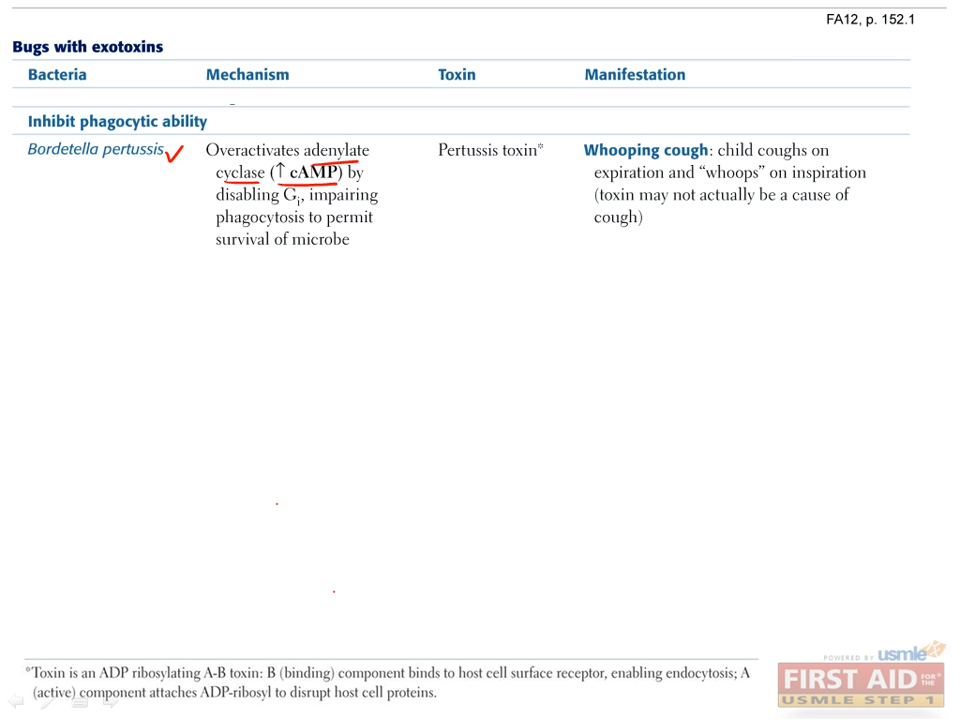 FA12, p. 152.1
Bugs with exotoxins
Bacteria Mechanism Toxin Manifestation
Inhibit phagocytic ability
Bordetella pertussis Overactivates adenylate Pertussis toxin* Whooping cough: child coughs on
cyclase (↑ cAMP) by expiration and “whoops” on inspiration
disabling Gi, impairing (toxin may not actually be a cause of
phagocytosis to permit cough)
survival of microbe
*Toxin is an ADP ribosylating A-B toxin: B (binding) component binds to host cell surface receptor, enabling endocytosis; A
(active) component attaches ADP-ribosyl to disrupt host cell proteins.
POWERED BY usmle
FIRST AID FOR THE
USMLE STEP 1